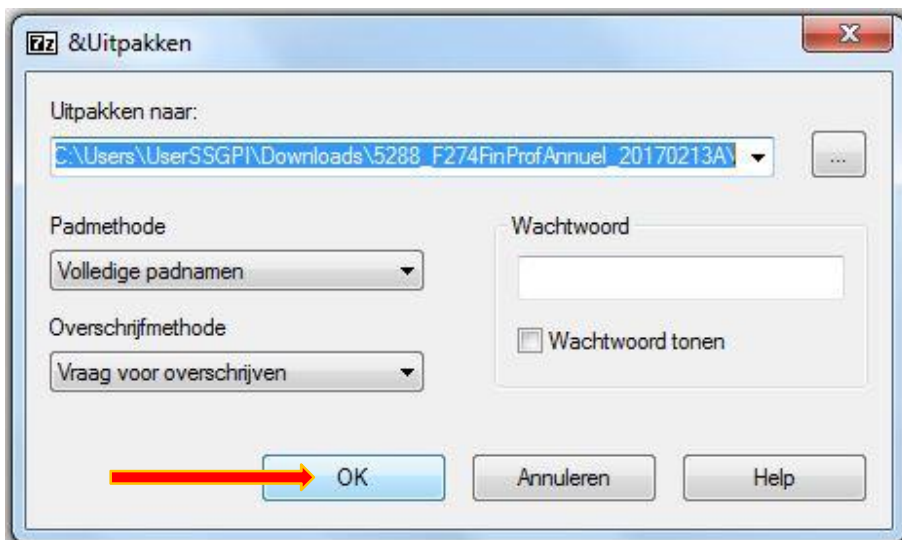 7z &Uitpakken
Uitpakken naar:
C:\Users\UserSSGPI\Downloads\5288_F274FinProfAnnuel_20170213A\
...
Padmethode
Volledige padnamen
Overschrijfmethode
Vraag voor overschrijven
Wachtwoord
Wachtwoord tonen
OK
Annuleren
Help